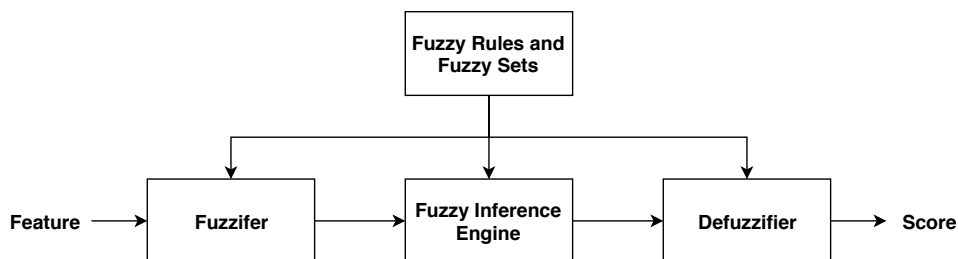 Fuzzy Rules and
Fuzzy Sets
Feature
Fuzzifer
Fuzzy Inference
Engine
Defuzzifier
Score